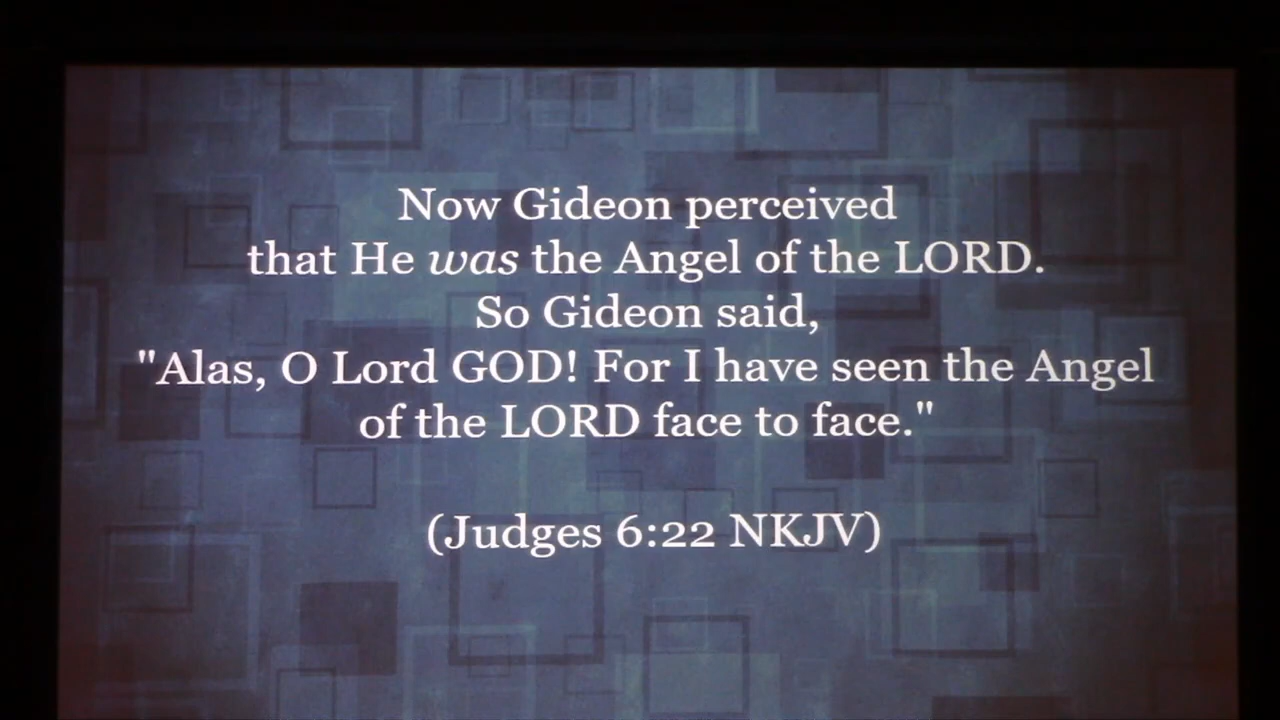 Now Gideon perceived
that He was the Angel of the LORD.
So Gideon said,
"Alas, O Lord GOD! For I have seen the Angel
of the LORD face to face."
(Judges 6:22 NKJV)